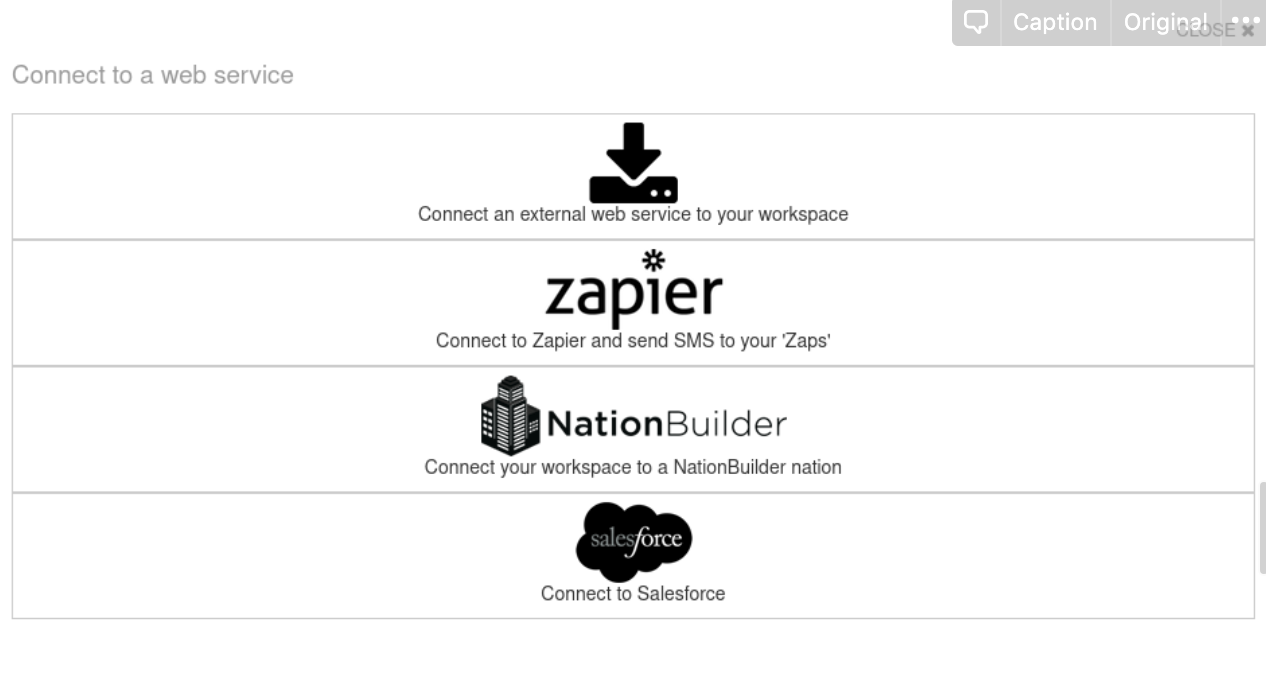 Caption Original
CLOSE
Connect to a web service
Connect an external web service to your workspace
zapier
Connect to Zapier and send SMS to your 'Zaps'
NationBuilder
Connect your workspace to a NationBuilder nation
salesforce
Connect to Salesforce